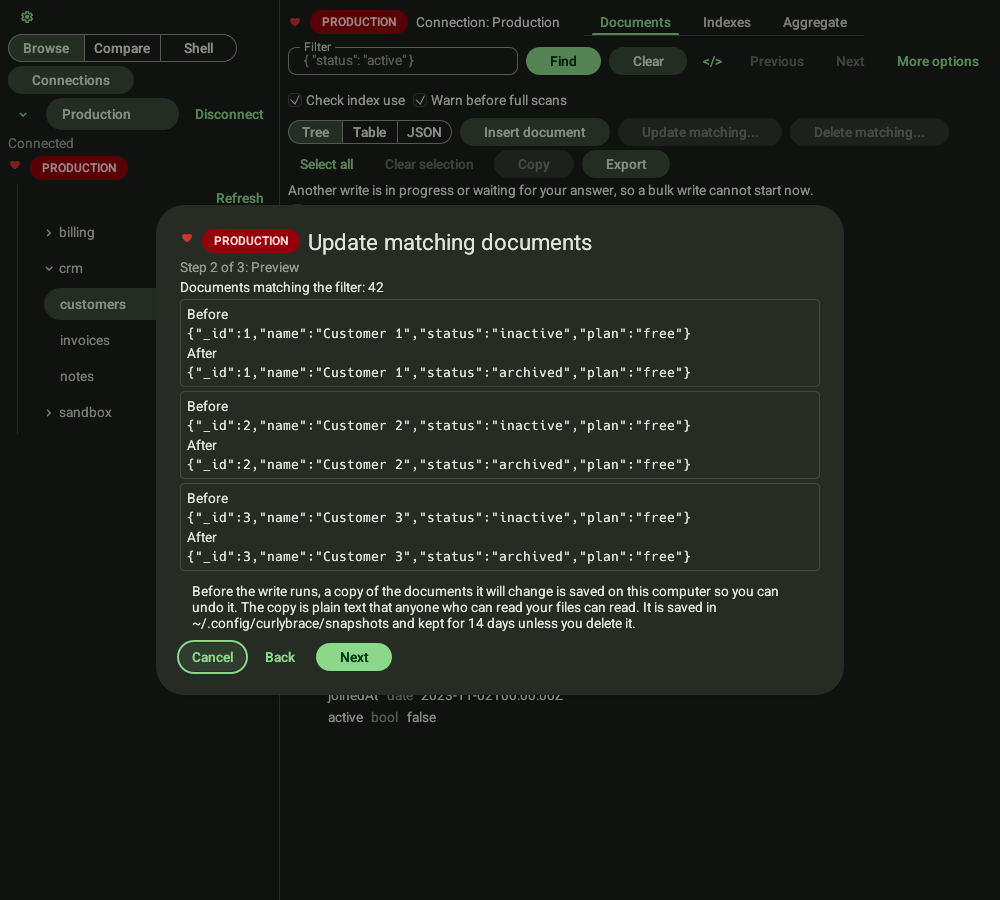 PRODUCTION Connection: Production Documents Indexes Aggregate
Browse Compare Shell
Filter
{ "status": "active" } Find Clear </> Previous Next More options
Connections
Check index use Warn before full scans
Production Disconnect
Tree Table JSON Insert document Update matching... Delete matching...
Connected
PRODUCTION
Select all Clear selection Copy Export
Another write is in progress or waiting for your answer, so a bulk write cannot start now.
Refresh
billing
crm
customers
invoices
notes
sandbox
PRODUCTION Update matching documents
Step 2 of 3: Preview
Documents matching the filter: 42
Before
{"_id":1,"name":"Customer 1","status":"inactive","plan":"free"}
After
{"_id":1,"name":"Customer 1","status":"archived","plan":"free"}
Before
{"_id":2,"name":"Customer 2","status":"inactive","plan":"free"}
After
{"_id":2,"name":"Customer 2","status":"archived","plan":"free"}
Before
{"_id":3,"name":"Customer 3","status":"inactive","plan":"free"}
After
{"_id":3,"name":"Customer 3","status":"archived","plan":"free"}
Before the write runs, a copy of the documents it will change is saved on this computer so you can
undo it. The copy is plain text that anyone who can read your files can read. It is saved in
~/.config/curlybrace/snapshots and kept for 14 days unless you delete it.
Cancel Back Next
joinedAt date 2023-11-02T00:00:00Z
active bool false